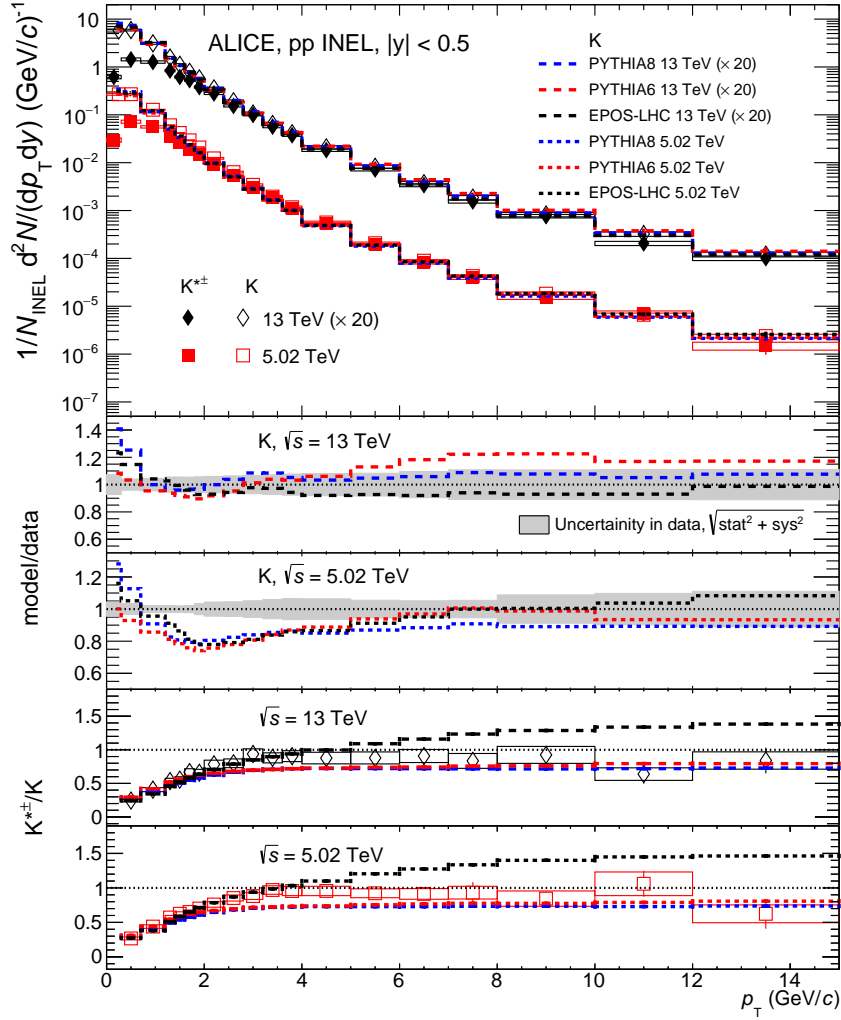 1/N_INEL d²N/(dp_T dy) (GeV/c)⁻¹
10
1
10⁻¹
10⁻²
10⁻³
10⁻⁴
10⁻⁵
10⁻⁶
10⁻⁷
ALICE, pp INEL, |y| < 0.5
K
PYTHIA8 13 TeV (× 20)
PYTHIA6 13 TeV (× 20)
EPOS-LHC 13 TeV (× 20)
PYTHIA8 5.02 TeV
PYTHIA6 5.02 TeV
EPOS-LHC 5.02 TeV
K*± K
13 TeV (× 20)
5.02 TeV
model/data
1.4
1.2
1
0.8
0.6
K, √s = 13 TeV
Uncertainity in data, √stat² + sys²
1.2
1
0.8
0.6
K, √s = 5.02 TeV
K*±/K
1.5
1
0.5
0
√s = 13 TeV
1.5
1
0.5
0
√s = 5.02 TeV
0 2 4 6 8 10 12 14
p_T (GeV/c)